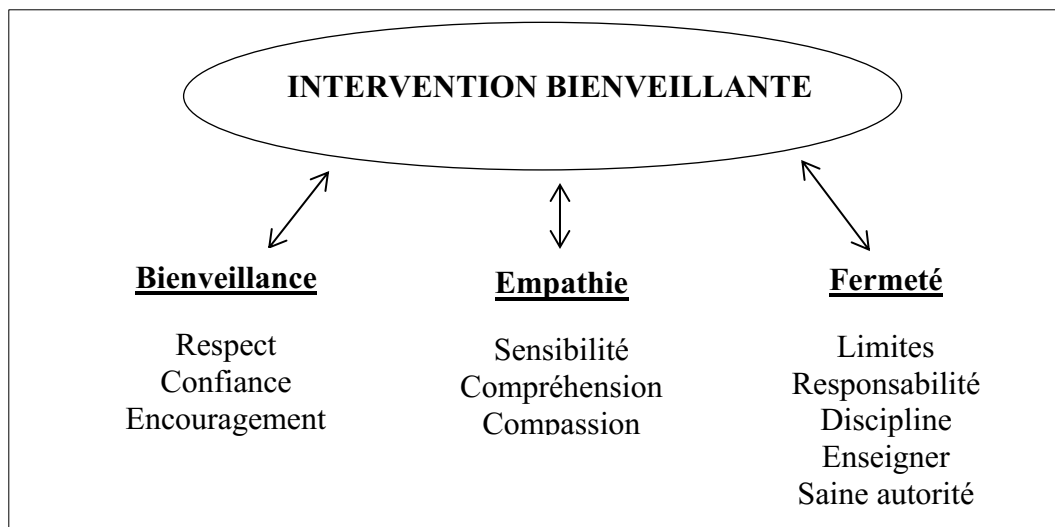 INTERVENTION BIENVEILLANTE
Bienveillance
Respect
Confiance
Encouragement
Empathie
Sensibilité
Compréhension
Compassion
Fermeté
Limites
Responsabilité
Discipline
Enseigner
Saine autorité